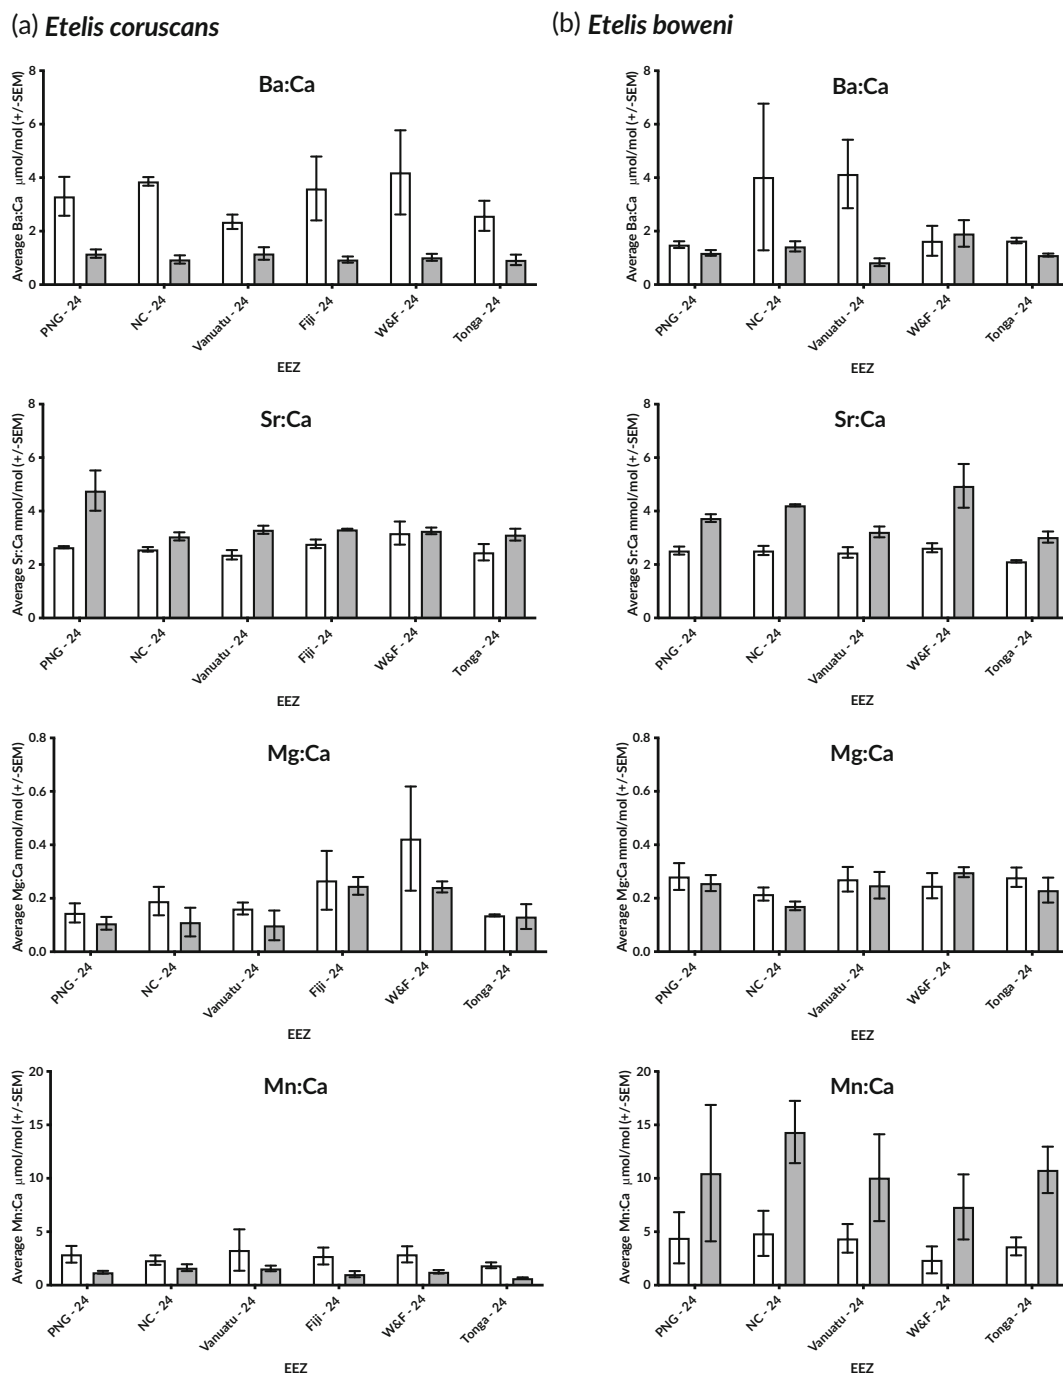 (a) Etelis coruscans
Ba:Ca
Average Ba:Ca μmol/mol (+/-SEM)
8
6
4
2
0
PNG - 24
NC - 24
Vanuatu - 24
Fiji - 24
W&F - 24
Tonga - 24
EEZ
Sr:Ca
Average Sr:Ca mmol/mol (+/-SEM)
8
6
4
2
0
PNG - 24
NC - 24
Vanuatu - 24
Fiji - 24
W&F - 24
Tonga - 24
EEZ
Mg:Ca
Average Mg:Ca mmol/mol (+/-SEM)
0.8
0.6
0.4
0.2
0.0
PNG - 24
NC - 24
Vanuatu - 24
Fiji - 24
W&F - 24
Tonga - 24
EEZ
Mn:Ca
Average Mn:Ca μmol/mol (+/-SEM)
20
15
10
5
0
PNG - 24
NC - 24
Vanuatu - 24
Fiji - 24
W&F - 24
Tonga - 24
EEZ
(b) Etelis boweni
Ba:Ca
Average Ba:Ca μmol/mol (+/-SEM)
8
6
4
2
0
PNG - 24
NC - 24
Vanuatu - 24
W&F - 24
Tonga - 24
EEZ
Sr:Ca
Average Sr:Ca mmol/mol (+/-SEM)
8
6
4
2
0
PNG - 24
NC - 24
Vanuatu - 24
W&F - 24
Tonga - 24
EEZ
Mg:Ca
Average Mg:Ca mmol/mol (+/-SEM)
0.8
0.6
0.4
0.2
0.0
PNG - 24
NC - 24
Vanuatu - 24
W&F - 24
Tonga - 24
EEZ
Mn:Ca
Average Mn:Ca μmol/mol (+/-SEM)
20
15
10
5
0
PNG - 24
NC - 24
Vanuatu - 24
W&F - 24
Tonga - 24
EEZ